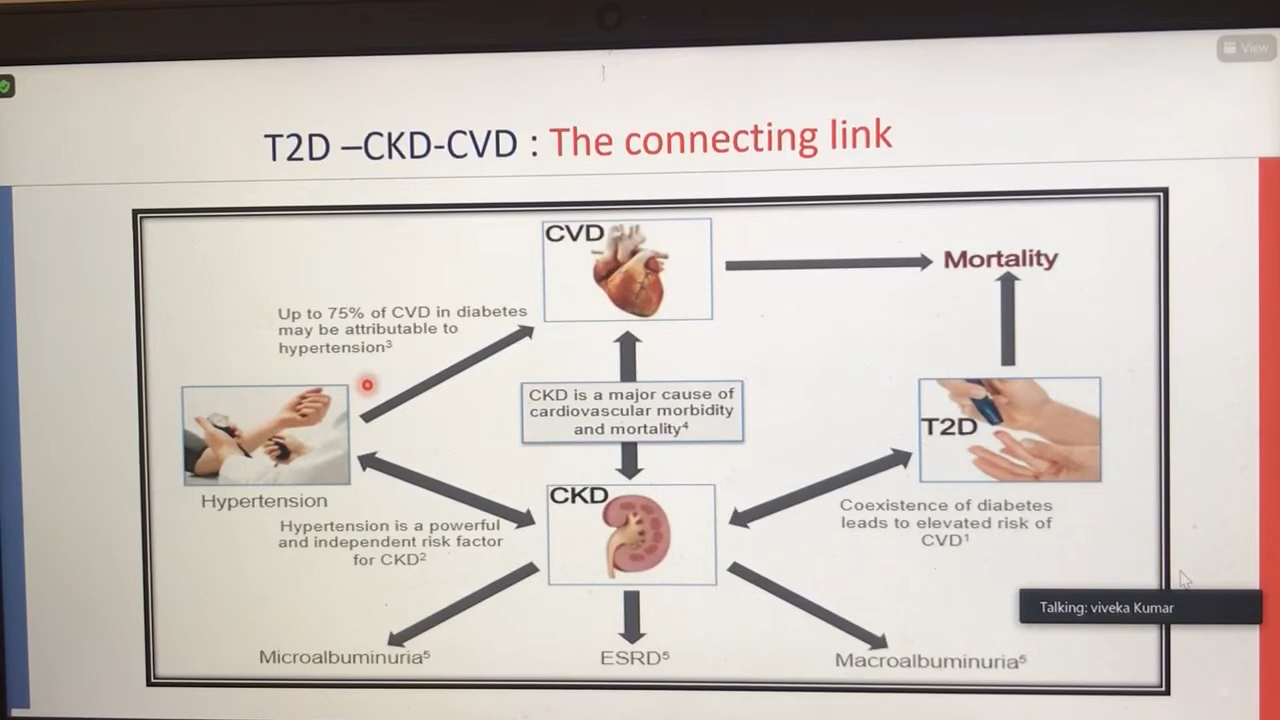 View
T2D –CKD-CVD : The connecting link
CVD
Mortality
Up to 75% of CVD in diabetes
may be attributable to
hypertension³
CKD is a major cause of
cardiovascular morbidity
and mortality⁴
T2D
Hypertension
CKD
Coexistence of diabetes
leads to elevated risk of
CVD¹
Hypertension is a powerful
and independent risk factor
for CKD²
Talking: viveka Kumar
Microalbuminuria⁵
ESRD⁵
Macroalbuminuria⁵